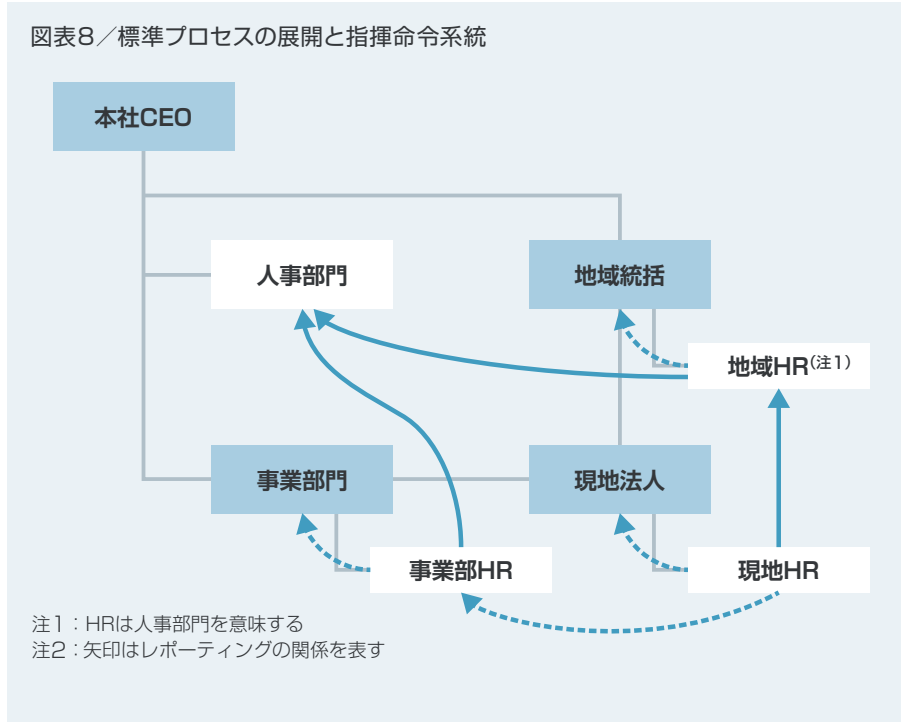 図表8／標準プロセスの展開と指揮命令系統
本社CEO
人事部門
地域統括
地域HR(注1)
事業部門
現地法人
事業部HR
現地HR
注1：HRは人事部門を意味する
注2：矢印はレポーティングの関係を表す